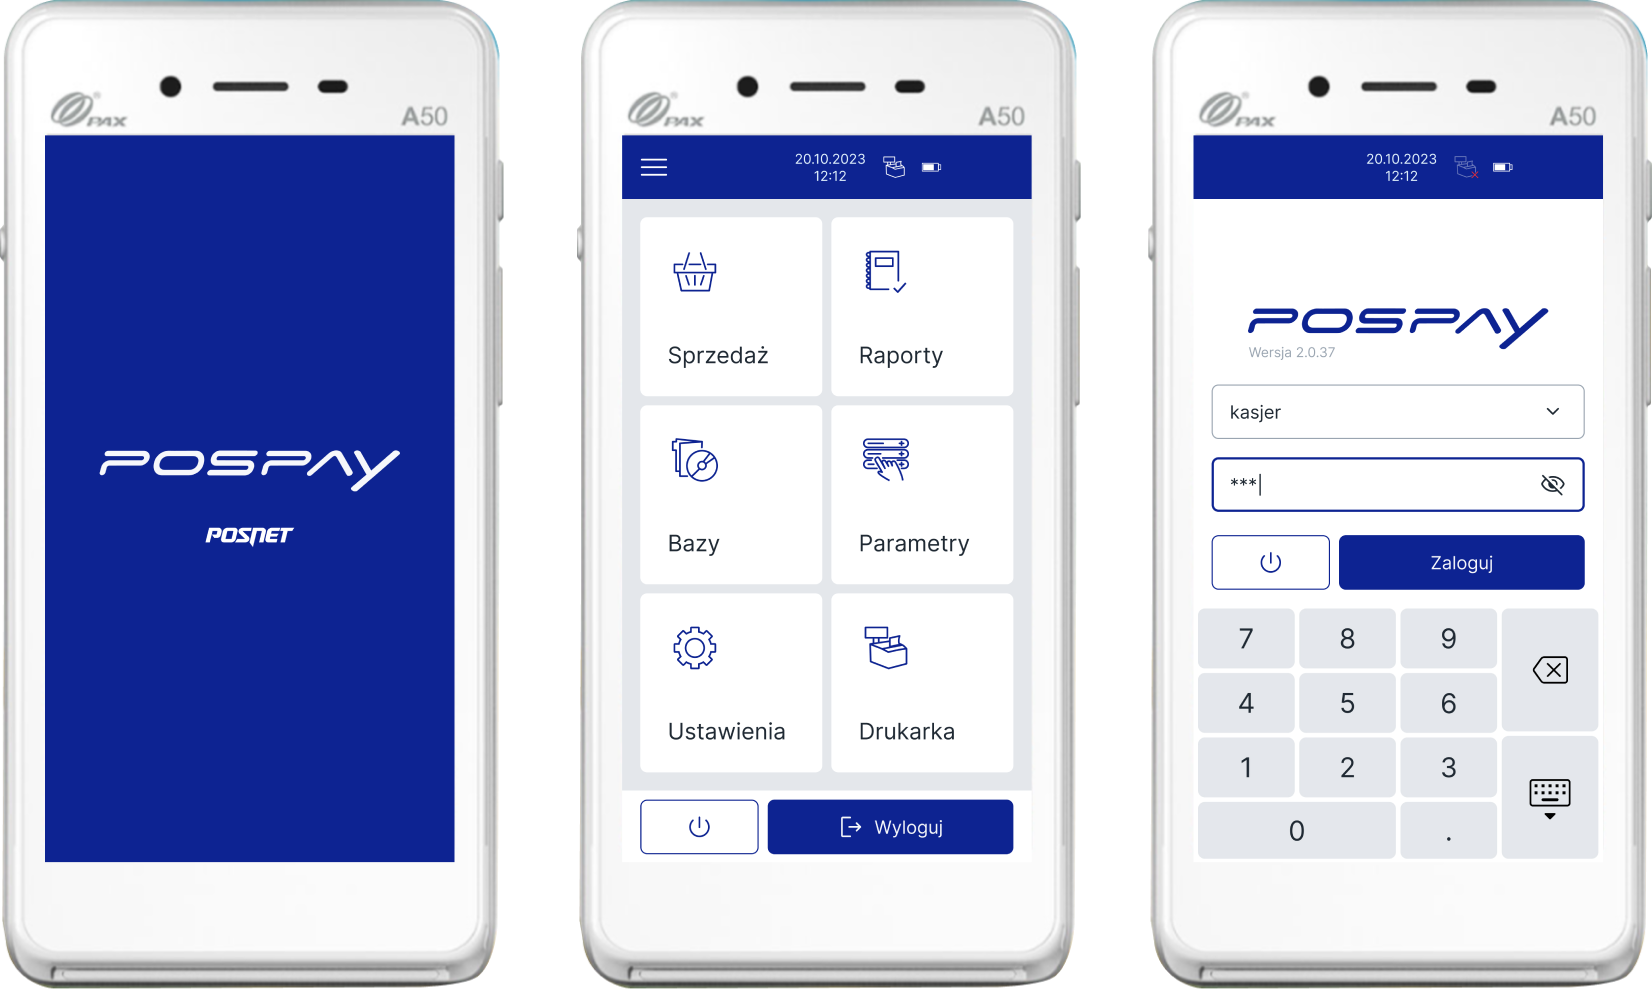 PAX
A50
POSPAY
POSNET
PAX
A50
20.10.2023
12:12
Sprzedaż
Raporty
Bazy
Parametry
Ustawienia
Drukarka
Wyloguj
PAX
A50
20.10.2023
12:12
POSPAY
Wersja 2.0.37
kasjer
***
Zaloguj
7 8 9
4 5 6
1 2 3
0 .